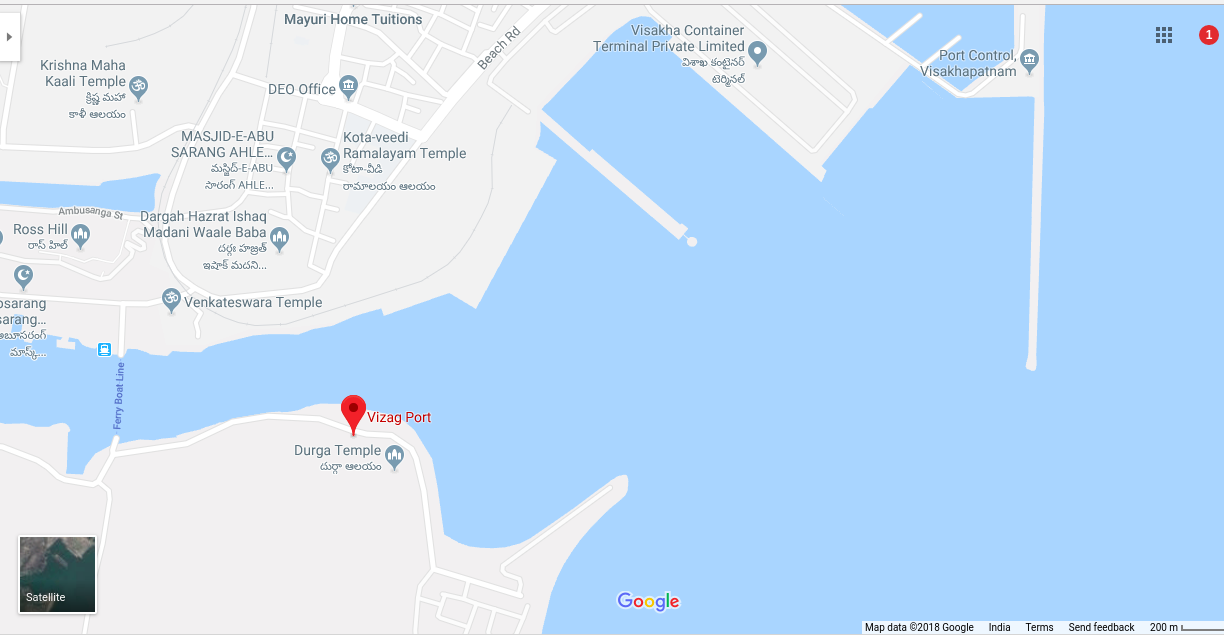 Mayuri Home Tuitions
Beach Rd
Visakha Container
Terminal Private Limited
విశాఖ కంటైనర్
టెర్మినల్
1
Port Control,
Visakhapatnam
Krishna Maha
Kaali Temple
క్రిష్ణ మహా
కాళీ ఆలయం
DEO Office
MASJID-E-ABU
SARANG AHLE...
మస్జిద్-E-ABU
సారంగ్ AHLE...
Kota-veedi
Ramalayam Temple
కోటా-వీడి
రామాలయం ఆలయం
Ambusanga St
Ross Hill
రాస్ హిల్
Dargah Hazrat Ishaq
Madani Waale Baba
దర్గః హజ్రత్
ఇషాక్ మదని...
Venkateswara Temple
osarang
sarang...
అబూసరంగ్
మాస్క్...
Ferry Boat Line
Vizag Port
Durga Temple
దుర్గా ఆలయం
Satellite
Google
Map data ©2018 Google India Terms Send feedback 200 m